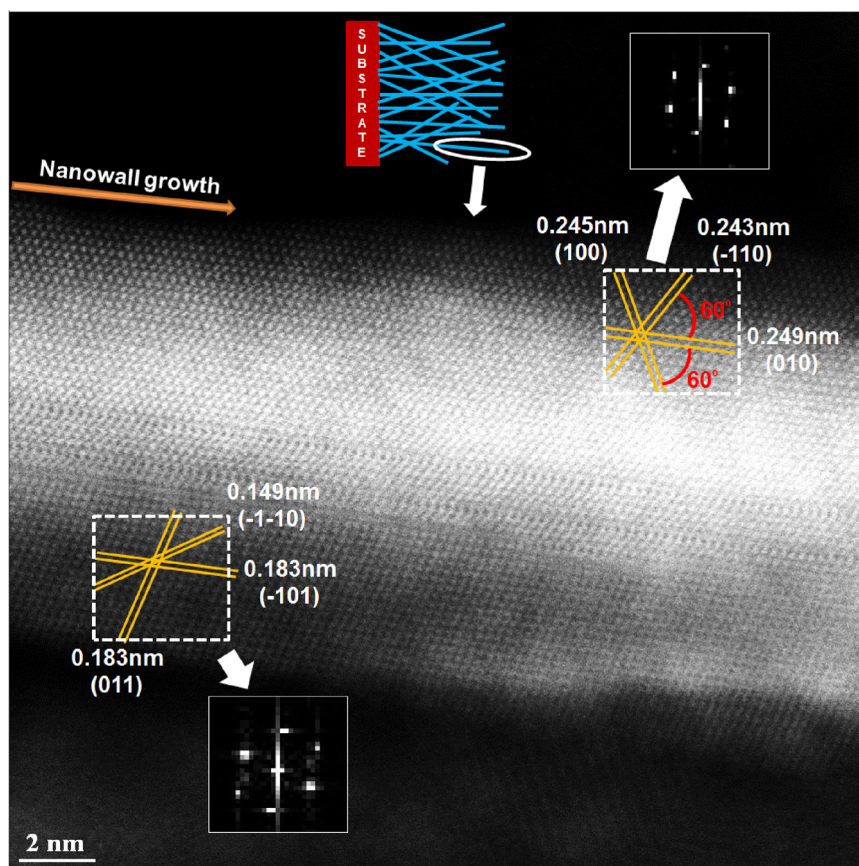 SUBSTRATE
Nanowall growth
0.245nm
(100)
0.243nm
(-110)
60°
0.249nm
(010)
60°
0.149nm
(-1-10)
0.183nm
(-101)
0.183nm
(011)
2 nm